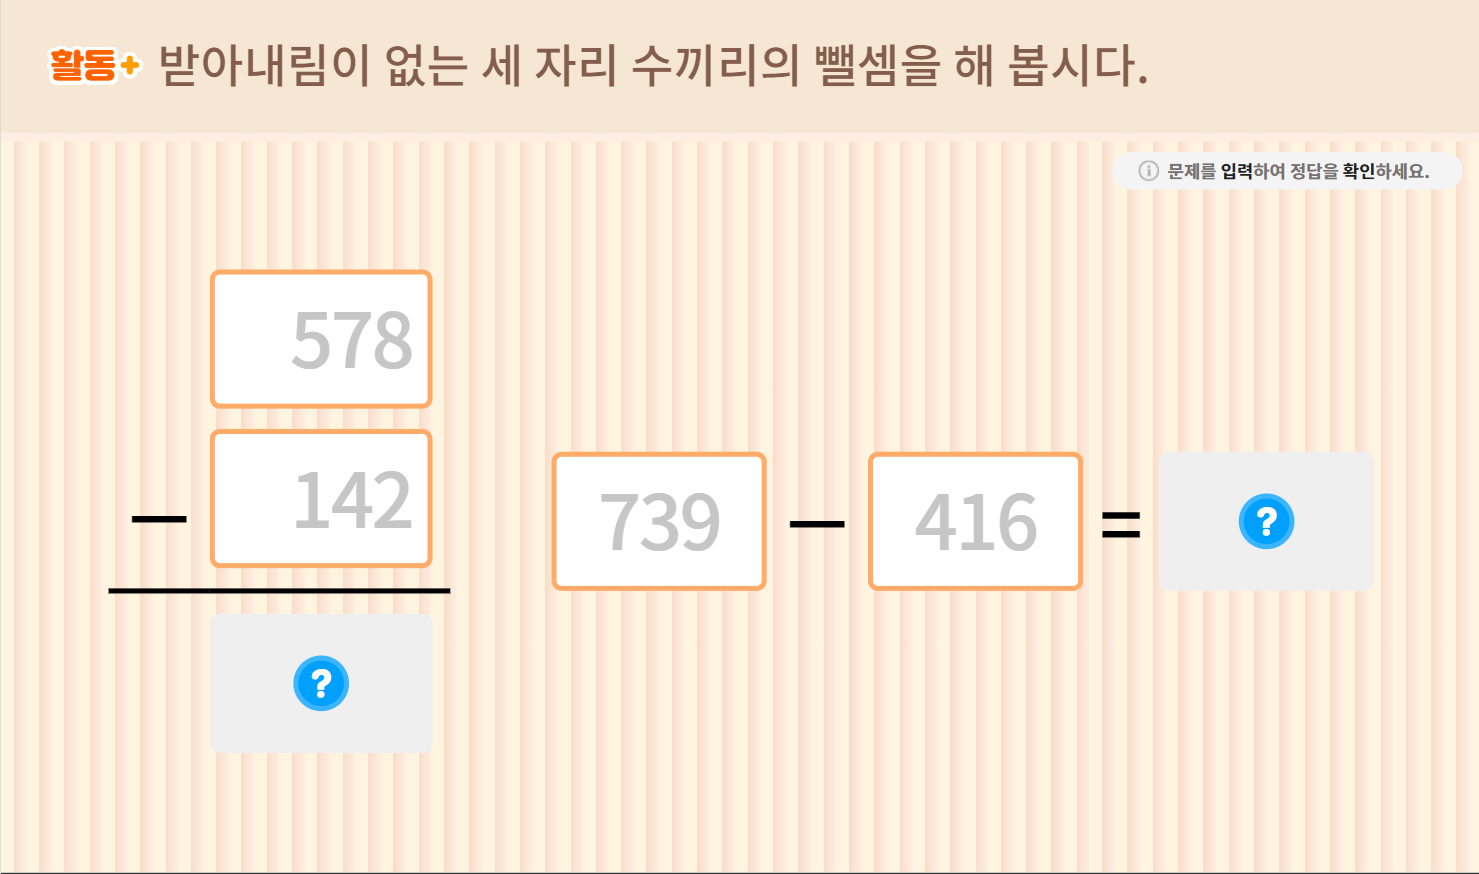 활동+ 받아내림이 없는 세 자리 수끼리의 뺄셈을 해 봅시다.
문제를 입력하여 정답을 확인하세요.
578
− 142
?
739 − 416 = ?